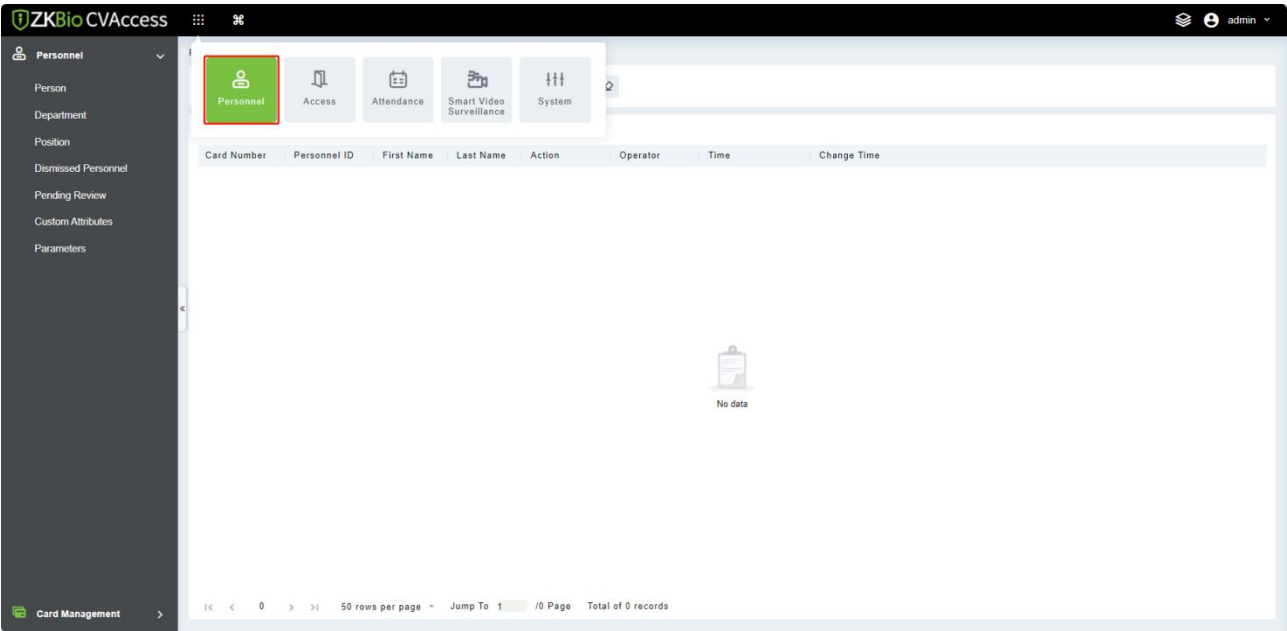 ZKBio CVAccess
admin
Personnel
Person
Department
Position
Dismissed Personnel
Pending Review
Custom Attributes
Parameters
Card Management
Personnel
Access
Attendance
Smart Video
Surveillance
System
Card Number Personnel ID First Name Last Name Action Operator Time Change Time
No data
0 50 rows per page Jump To 1 /0 Page Total of 0 records